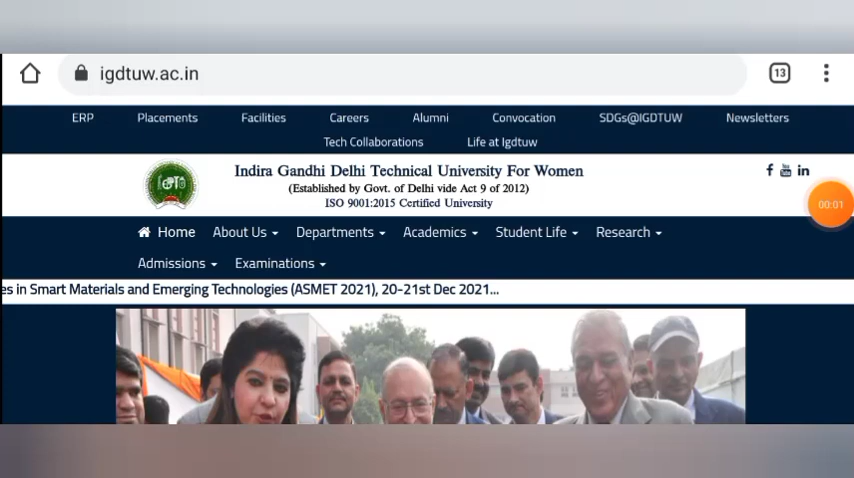 igdtuw.ac.in
13
ERP Placements Facilities Careers Alumni Convocation SDGs@IGDTUW Newsletters
Tech Collaborations Life at Igdtuw
Indira Gandhi Delhi Technical University For Women
(Established by Govt. of Delhi vide Act 9 of 2012)
ISO 9001:2015 Certified University
00:01
Home About Us Departments Academics Student Life Research
Admissions Examinations
es in Smart Materials and Emerging Technologies (ASMET 2021), 20-21st Dec 2021...